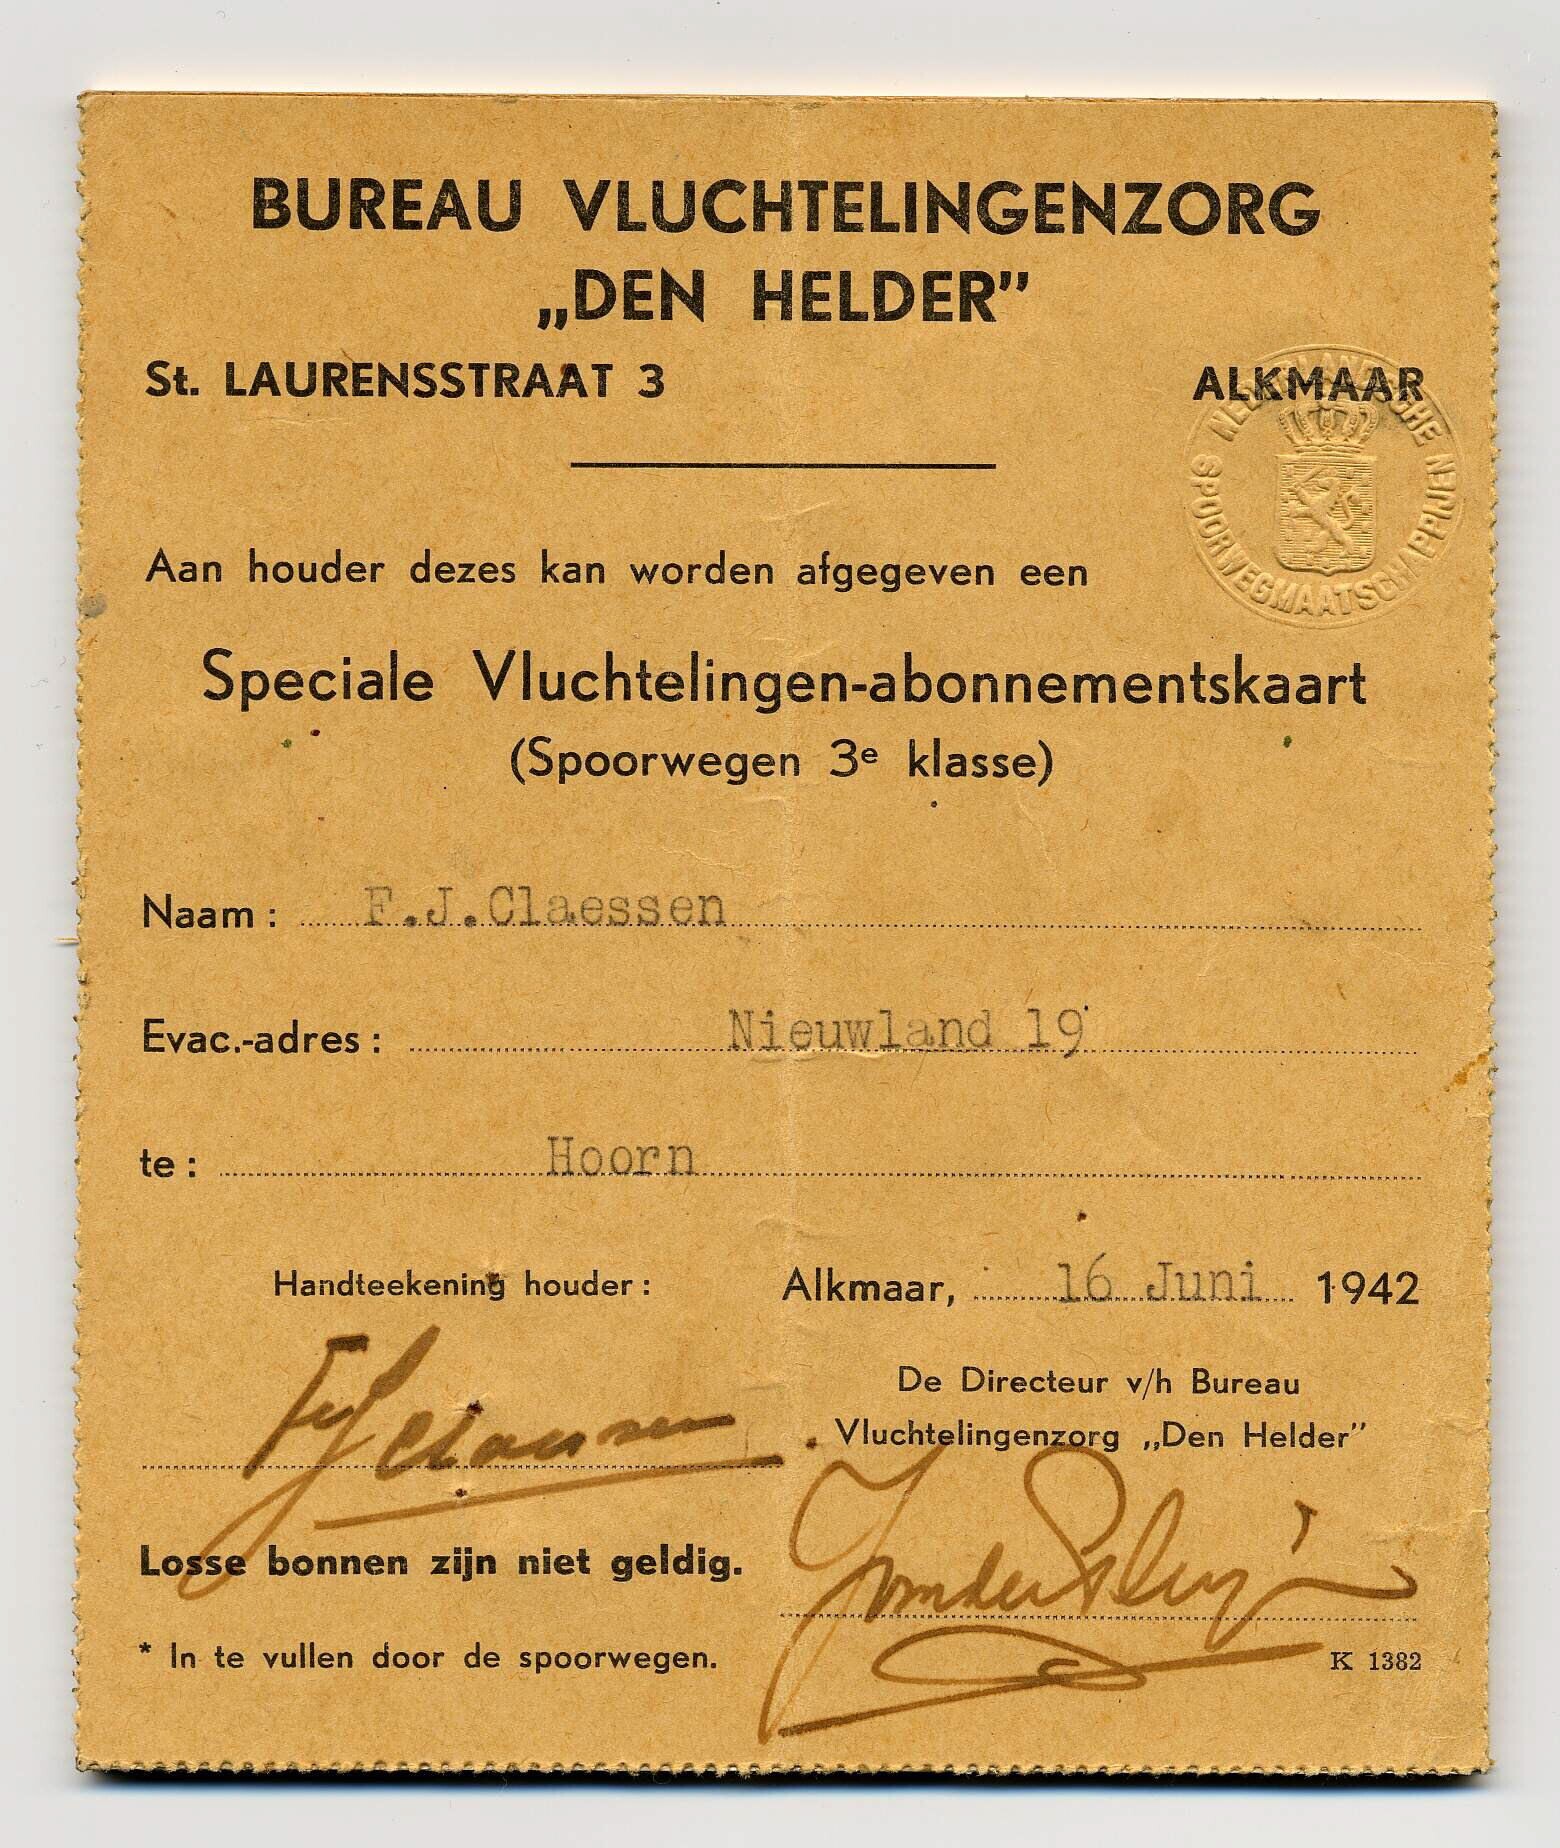 BUREAU VLUCHTELINGENZORG
„DEN HELDER”
St. LAURENSSTRAAT 3 ALKMAAR
NEDERLANDSCHE SPOORWEGMAATSCHAPPIJEN
Aan houder dezes kan worden afgegeven een
Speciale Vluchtelingen-abonnementskaart
(Spoorwegen 3e klasse)
Naam : F.J.Claessen
Evac.-adres : Nieuwland 19
te : Hoorn
Handteekening houder : Alkmaar, 16 Juni 1942
De Directeur v/h Bureau
Vluchtelingenzorg „Den Helder”
FJClaessen
Losse bonnen zijn niet geldig.
* In te vullen door de spoorwegen.
K 1382